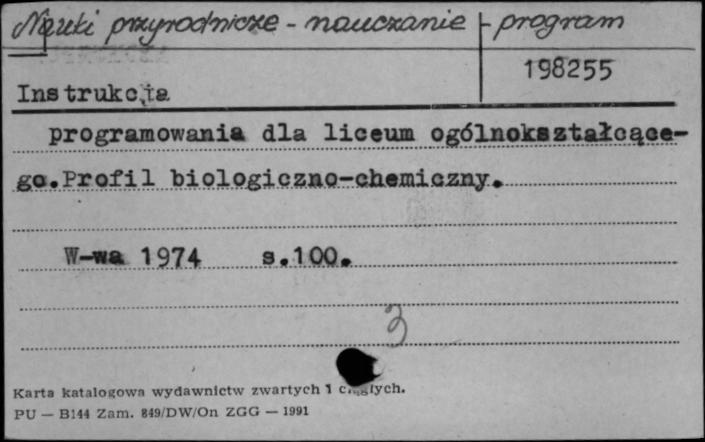 Nauki przyrodnicze - nauczanie - program
198255
Instrukcja
programowania dla liceum ogólnokształcące-
go. Profil biologiczno-chemiczny.
W-wa 1974 s.100.
3
Karta katalogowa wydawnictw zwartych i ciągłych.
PU — B144 Zam. 849/DW/On ZGG — 1991